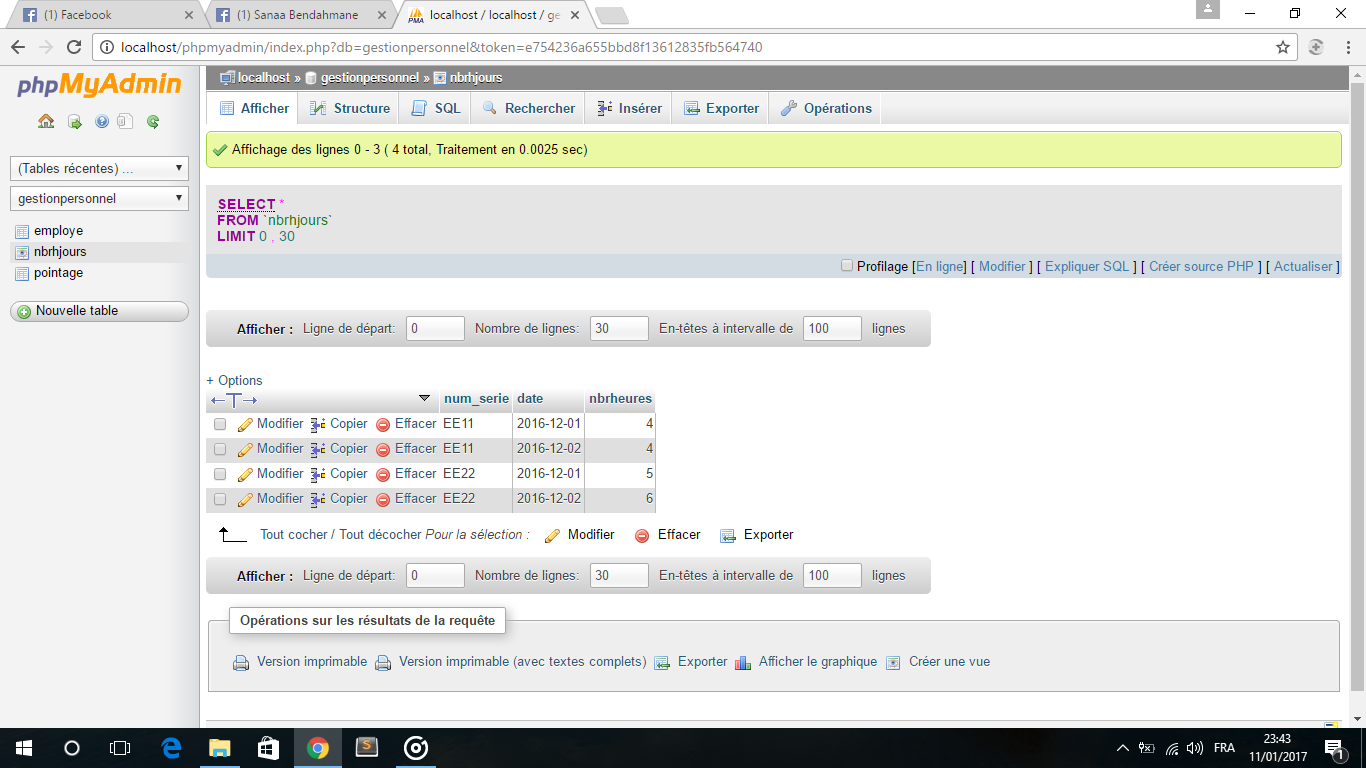 (1) Facebook
(1) Sanaa Bendahmane
localhost / localhost / ge
localhost/phpmyadmin/index.php?db=gestionpersonnel&token=e754236a655bbd8f13612835fb564740
phpMyAdmin
(Tables récentes) ...
gestionpersonnel
employe
nbrhjours
pointage
Nouvelle table
localhost » gestionpersonnel » nbrhjours
Afficher Structure SQL Rechercher Insérer Exporter Opérations
Affichage des lignes 0 - 3 ( 4 total, Traitement en 0.0025 sec)
SELECT *
FROM `nbrhjours`
LIMIT 0 , 30
Profilage [En ligne] [ Modifier ] [ Expliquer SQL ] [ Créer source PHP ] [ Actualiser ]
Afficher : Ligne de départ: 0 Nombre de lignes: 30 En-têtes à intervalle de 100 lignes
+ Options
num_serie date nbrheures
Modifier Copier Effacer EE11 2016-12-01 4
Modifier Copier Effacer EE11 2016-12-02 4
Modifier Copier Effacer EE22 2016-12-01 5
Modifier Copier Effacer EE22 2016-12-02 6
Tout cocher / Tout décocher Pour la sélection : Modifier Effacer Exporter
Afficher : Ligne de départ: 0 Nombre de lignes: 30 En-têtes à intervalle de 100 lignes
Opérations sur les résultats de la requête
Version imprimable Version imprimable (avec textes complets) Exporter Afficher le graphique Créer une vue
FRA
23:43
11/01/2017
1